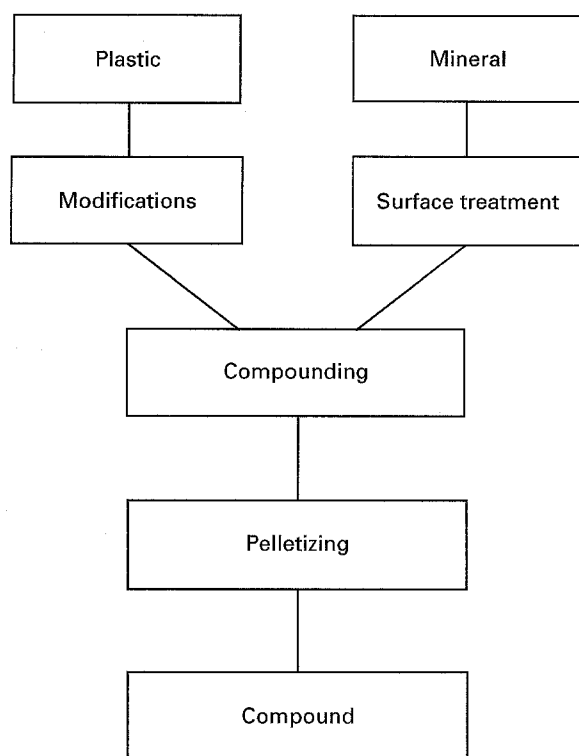 Plastic
Mineral
Modifications
Surface treatment
Compounding
Pelletizing
Compound